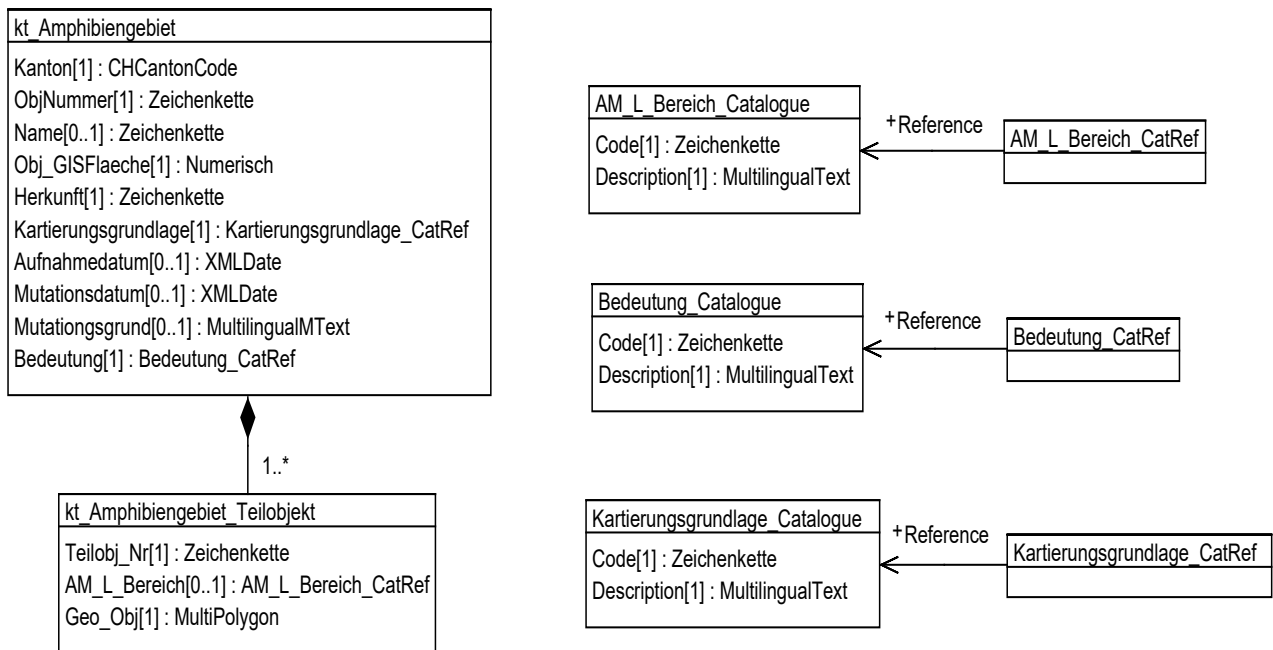 kt_Amphibiengebiet
Kanton[1] : CHCantonCode
ObjNummer[1] : Zeichenkette
Name[0..1] : Zeichenkette
Obj_GISFlaeche[1] : Numerisch
Herkunft[1] : Zeichenkette
Kartierungsgrundlage[1] : Kartierungsgrundlage_CatRef
Aufnahmedatum[0..1] : XMLDate
Mutationsdatum[0..1] : XMLDate
Mutationgsgrund[0..1] : MultilingualMText
Bedeutung[1] : Bedeutung_CatRef
1..*
kt_Amphibiengebiet_Teilobjekt
Teilobj_Nr[1] : Zeichenkette
AM_L_Bereich[0..1] : AM_L_Bereich_CatRef
Geo_Obj[1] : MultiPolygon
AM_L_Bereich_Catalogue
Code[1] : Zeichenkette
Description[1] : MultilingualText
+Reference
AM_L_Bereich_CatRef
Bedeutung_Catalogue
Code[1] : Zeichenkette
Description[1] : MultilingualText
+Reference
Bedeutung_CatRef
Kartierungsgrundlage_Catalogue
Code[1] : Zeichenkette
Description[1] : MultilingualText
+Reference
Kartierungsgrundlage_CatRef